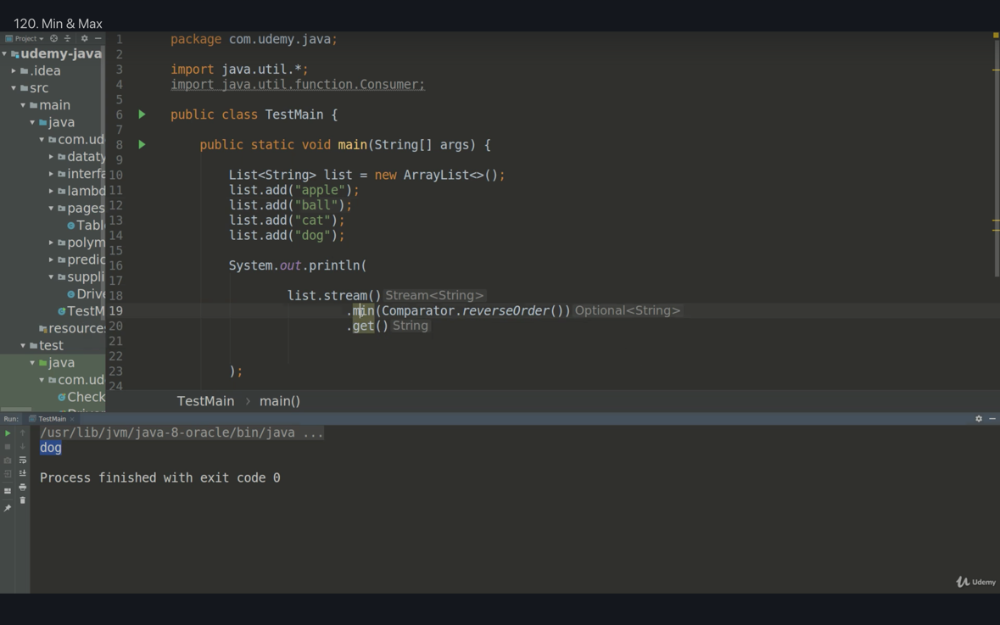 120. Min & Max
Project
udemy-java
.idea
src
main
java
com.ud
dataty
interfa
lambd
pages
Tabl
polym
predic
suppli
Drive
TestM
resources
test
java
com.ud
Check
1 package com.udemy.java;
2
3 import java.util.*;
4 import java.util.function.Consumer;
5
6 public class TestMain {
7
8 public static void main(String[] args) {
9
10 List<String> list = new ArrayList<>();
11 list.add("apple");
12 list.add("ball");
13 list.add("cat");
14 list.add("dog");
15
16 System.out.println(
17
18 list.stream() Stream<String>
19 .min(Comparator.reverseOrder()) Optional<String>
20 .get() String
21
22
23 );
24
TestMain > main()
Run: TestMain
/usr/lib/jvm/java-8-oracle/bin/java ...
dog
Process finished with exit code 0
Udemy